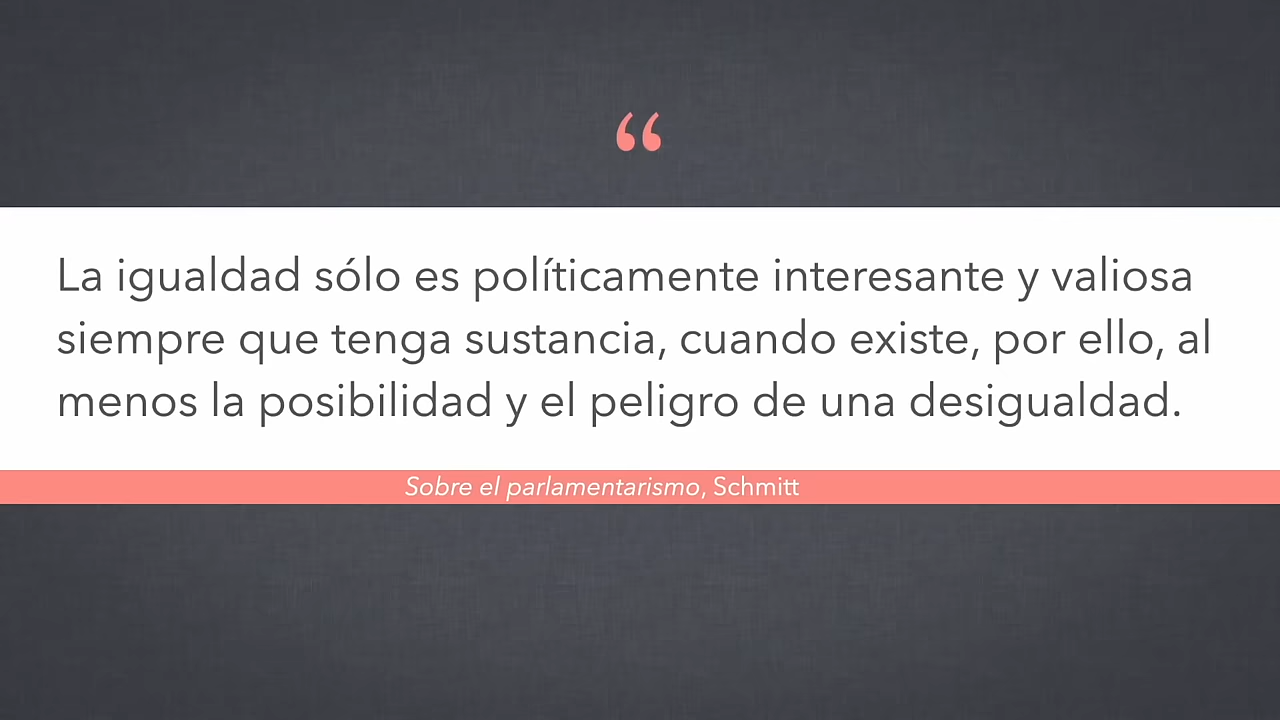 “
La igualdad sólo es políticamente interesante y valiosa
siempre que tenga sustancia, cuando existe, por ello, al
menos la posibilidad y el peligro de una desigualdad.
Sobre el parlamentarismo, Schmitt